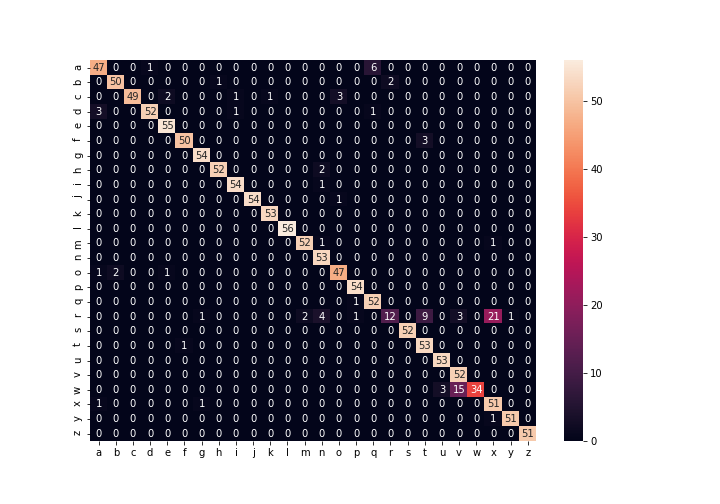 a 47 0 0 1 0 0 0 0 0 0 0 0 0 0 0 0 6 0 0 0 0 0 0 0 0 0
b 0 50 0 0 0 0 0 1 0 0 0 0 0 0 0 0 0 2 0 0 0 0 0 0 0 0
c 0 0 49 0 2 0 0 0 1 0 1 0 0 0 3 0 0 0 0 0 0 0 0 0 0 0
d 3 0 0 52 0 0 0 0 1 0 0 0 0 0 0 0 1 0 0 0 0 0 0 0 0 0
e 0 0 0 0 55 0 0 0 0 0 0 0 0 0 0 0 0 0 0 0 0 0 0 0 0 0
f 0 0 0 0 0 50 0 0 0 0 0 0 0 0 0 0 0 0 0 3 0 0 0 0 0 0
g 0 0 0 0 0 0 54 0 0 0 0 0 0 0 0 0 0 0 0 0 0 0 0 0 0 0
h 0 0 0 0 0 0 0 52 0 0 0 0 0 2 0 0 0 0 0 0 0 0 0 0 0 0
i 0 0 0 0 0 0 0 0 54 0 0 0 0 1 0 0 0 0 0 0 0 0 0 0 0 0
j 0 0 0 0 0 0 0 0 0 54 0 0 0 0 1 0 0 0 0 0 0 0 0 0 0 0
k 0 0 0 0 0 0 0 0 0 0 53 0 0 0 0 0 0 0 0 0 0 0 0 0 0 0
l 0 0 0 0 0 0 0 0 0 0 0 56 0 0 0 0 0 0 0 0 0 0 0 0 0 0
m 0 0 0 0 0 0 0 0 0 0 0 0 52 1 0 0 0 0 0 0 0 0 0 1 0 0
n 0 0 0 0 0 0 0 0 0 0 0 0 0 53 0 0 0 0 0 0 0 0 0 0 0 0
o 1 2 0 0 1 0 0 0 0 0 0 0 0 0 47 0 0 0 0 0 0 0 0 0 0 0
p 0 0 0 0 0 0 0 0 0 0 0 0 0 0 0 54 0 0 0 0 0 0 0 0 0 0
q 0 0 0 0 0 0 0 0 0 0 0 0 0 0 0 1 52 0 0 0 0 0 0 0 0 0
r 0 0 0 0 0 0 1 0 0 0 0 0 2 4 0 1 0 12 0 9 0 3 0 21 1 0
s 0 0 0 0 0 0 0 0 0 0 0 0 0 0 0 0 0 0 52 0 0 0 0 0 0 0
t 0 0 0 0 0 1 0 0 0 0 0 0 0 0 0 0 0 0 0 53 0 0 0 0 0 0
u 0 0 0 0 0 0 0 0 0 0 0 0 0 0 0 0 0 0 0 0 53 0 0 0 0 0
v 0 0 0 0 0 0 0 0 0 0 0 0 0 0 0 0 0 0 0 0 0 52 0 0 0 0
w 0 0 0 0 0 0 0 0 0 0 0 0 0 0 0 0 0 0 0 0 3 15 34 0 0 0
x 1 0 0 0 0 0 1 0 0 0 0 0 0 0 0 0 0 0 0 0 0 0 0 51 0 0
y 0 0 0 0 0 0 0 0 0 0 0 0 0 0 0 0 0 0 0 0 0 0 0 1 51 0
z 0 0 0 0 0 0 0 0 0 0 0 0 0 0 0 0 0 0 0 0 0 0 0 0 0 51
a b c d e f g h i j k l m n o p q r s t u v w x y z
50
40
30
20
10
0